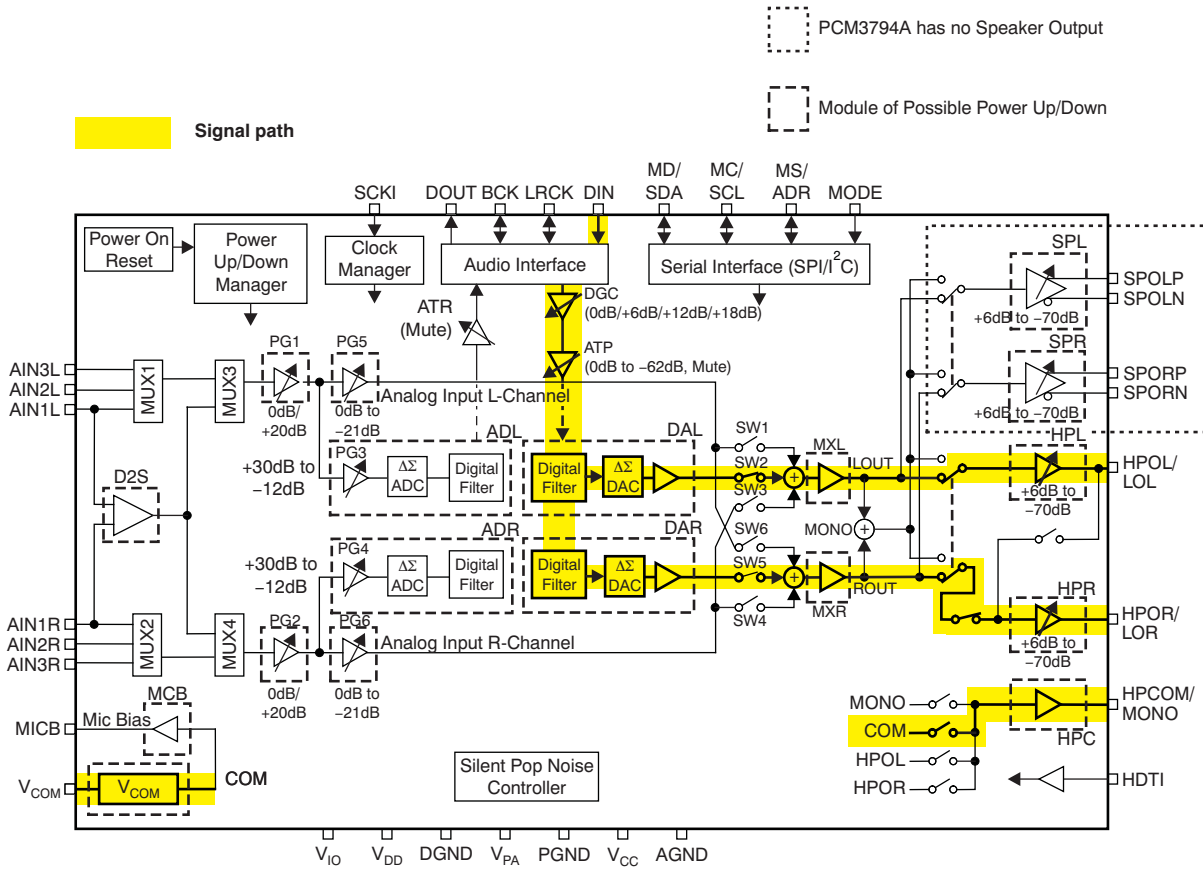 PCM3794A has no Speaker Output
Module of Possible Power Up/Down
Signal path
SCKI
DOUT
BCK
LRCK
DIN
MD/
SDA
MC/
SCL
MS/
ADR
MODE
Power On
Reset
Power
Up/Down
Manager
Clock
Manager
Audio Interface
Serial Interface (SPI/I²C)
SPL
SPOLP
SPOLN
+6dB to −70dB
ATR
(Mute)
DGC
(0dB/+6dB/+12dB/+18dB)
ATP
(0dB to −62dB, Mute)
SPR
SPORP
SPORN
+6dB to −70dB
AIN3L
AIN2L
AIN1L
MUX1
MUX3
PG1
0dB/
+20dB
PG5
0dB to
−21dB
Analog Input L-Channel
ADL
+30dB to
−12dB
PG3
ΔΣ
ADC
Digital
Filter
DAL
Digital
Filter
ΔΣ
DAC
SW1
SW2
SW3
MXL
LOUT
HPL
+6dB to
−70dB
HPOL/
LOL
D2S
MONO
ADR
+30dB to
−12dB
PG4
ΔΣ
ADC
Digital
Filter
DAR
Digital
Filter
ΔΣ
DAC
SW6
SW5
SW4
MXR
ROUT
HPR
+6dB to
−70dB
HPOR/
LOR
AIN1R
AIN2R
AIN3R
MUX2
MUX4
PG2
0dB/
+20dB
PG6
0dB to
−21dB
Analog Input R-Channel
MCB
MICB
Mic Bias
VCOM
VCOM
COM
Silent Pop Noise
Controller
MONO
COM
HPOL
HPOR
HPC
HPCOM/
MONO
HDTI
VIO
VDD
DGND
VPA
PGND
VCC
AGND